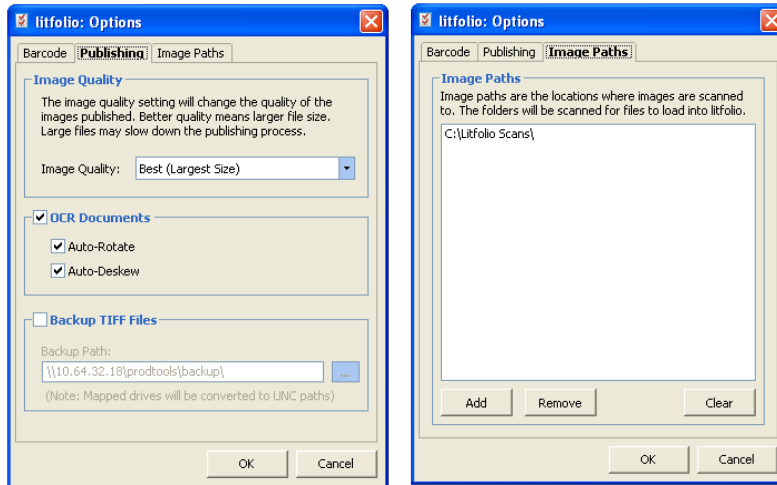 litfolio: Options
Barcode Publishing Image Paths
Image Quality
The image quality setting will change the quality of the
images published. Better quality means larger file size.
Large files may slow down the publishing process.
Image Quality: Best (Largest Size)
OCR Documents
Auto-Rotate
Auto-Deskew
Backup TIFF Files
Backup Path:
\\10.64.32.18\prodtools\backup\
...
(Note: Mapped drives will be converted to UNC paths)
OK Cancel
litfolio: Options
Barcode Publishing Image Paths
Image Paths
Image paths are the locations where images are scanned
to. The folders will be scanned for files to load into litfolio.
C:\Litfolio Scans\
Add Remove Clear
OK Cancel